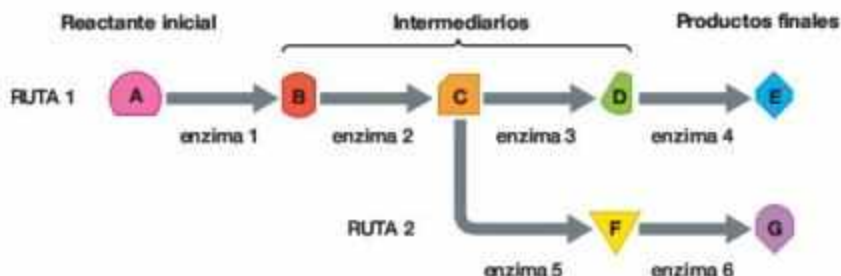 Reactante inicial Intermediarios Productos finales
RUTA 1 A B C D E
enzima 1 enzima 2 enzima 3 enzima 4
RUTA 2 F G
enzima 5 enzima 6